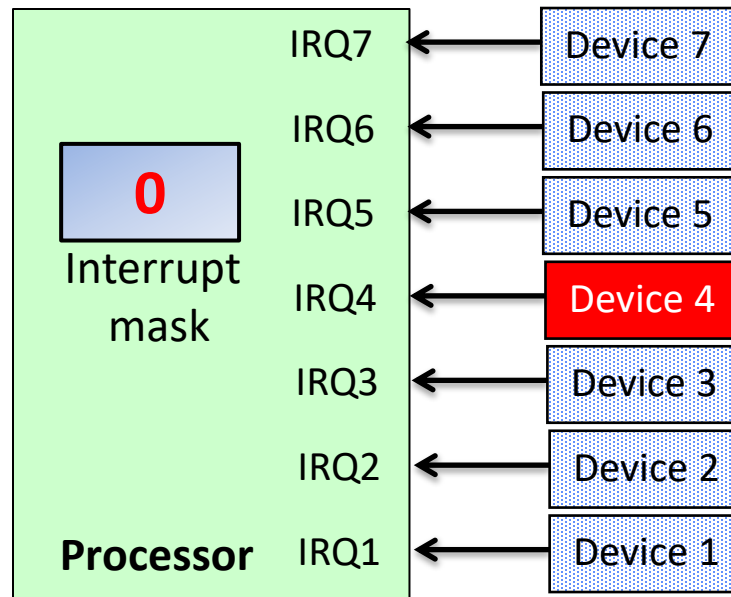 IRQ7 Device 7
IRQ6 Device 6
0
IRQ5 Device 5
Interrupt
mask
IRQ4 Device 4
IRQ3 Device 3
IRQ2 Device 2
Processor IRQ1 Device 1